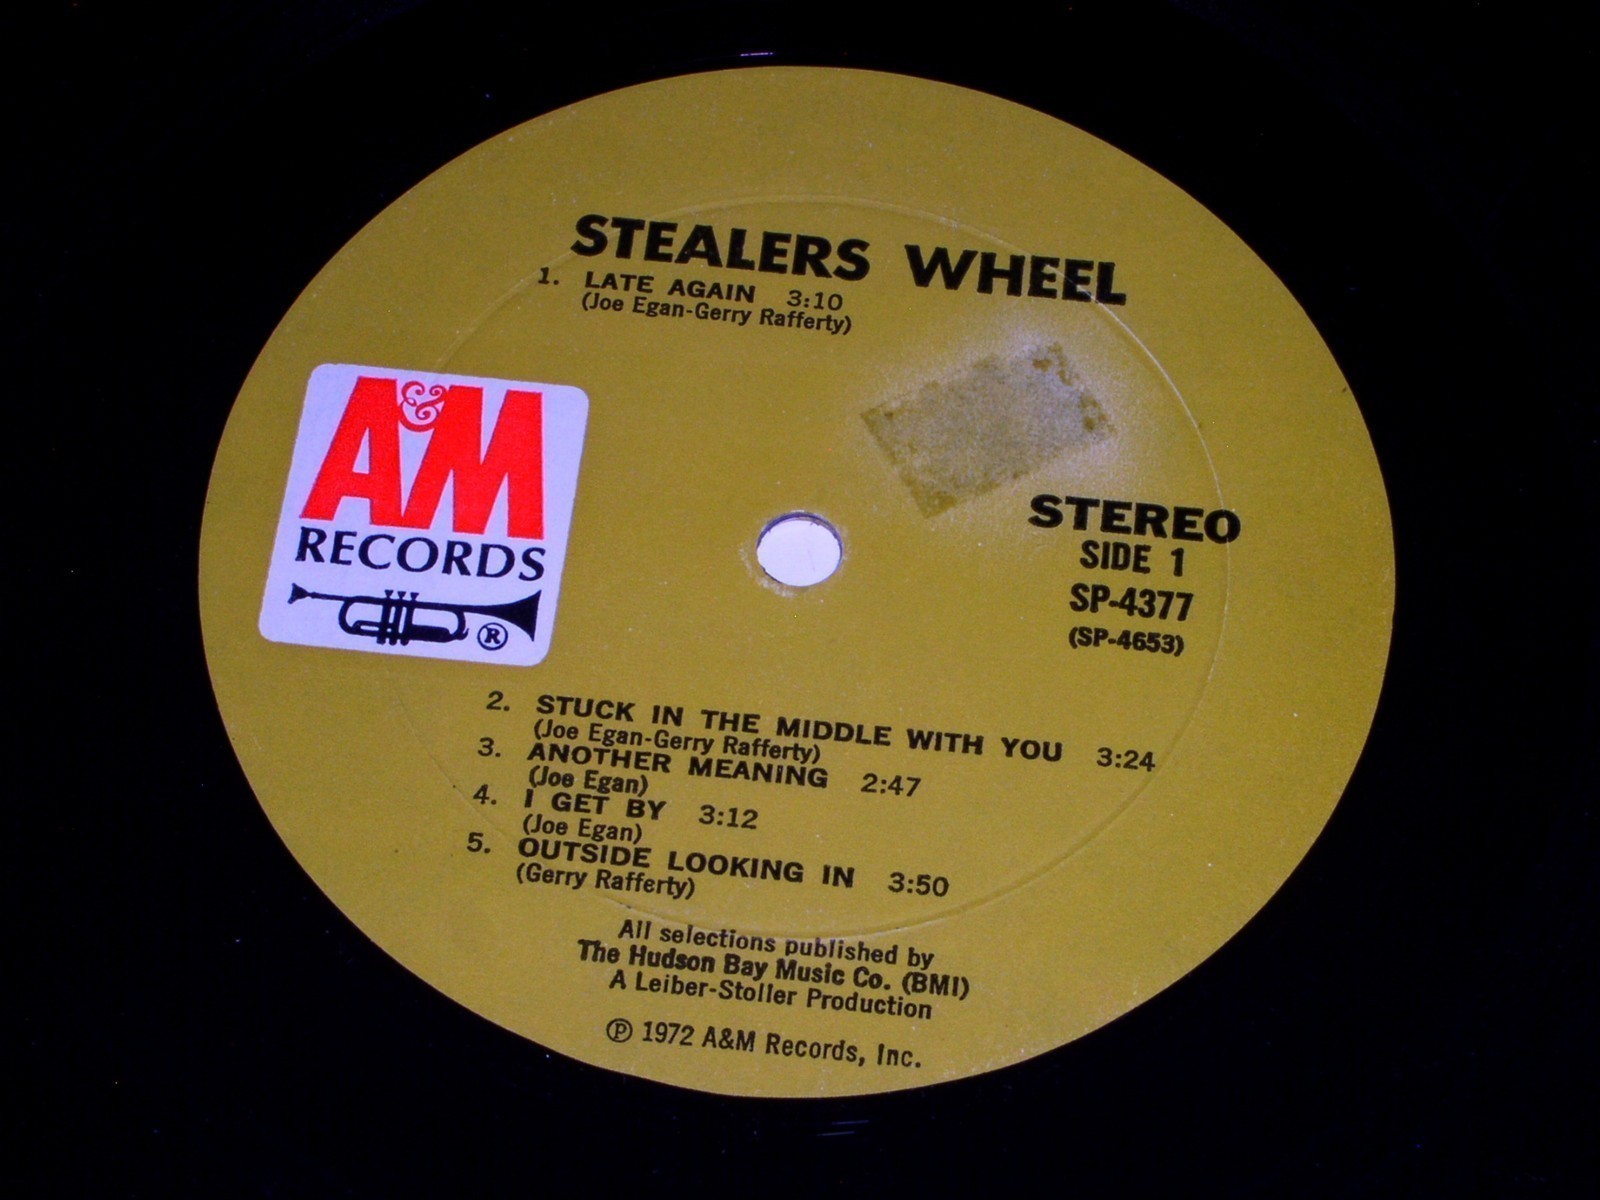 STEALERS WHEEL
1. LATE AGAIN 3:10
(Joe Egan-Gerry Rafferty)
A&M
RECORDS
®
STEREO
SIDE 1
SP-4377
(SP-4653)
2. STUCK IN THE MIDDLE WITH YOU 3:24
(Joe Egan-Gerry Rafferty)
3. ANOTHER MEANING 2:47
(Joe Egan)
4. I GET BY 3:12
(Joe Egan)
5. OUTSIDE LOOKING IN 3:50
(Gerry Rafferty)
All selections published by
The Hudson Bay Music Co. (BMI)
A Leiber-Stoller Production
℗ 1972 A&M Records, Inc.